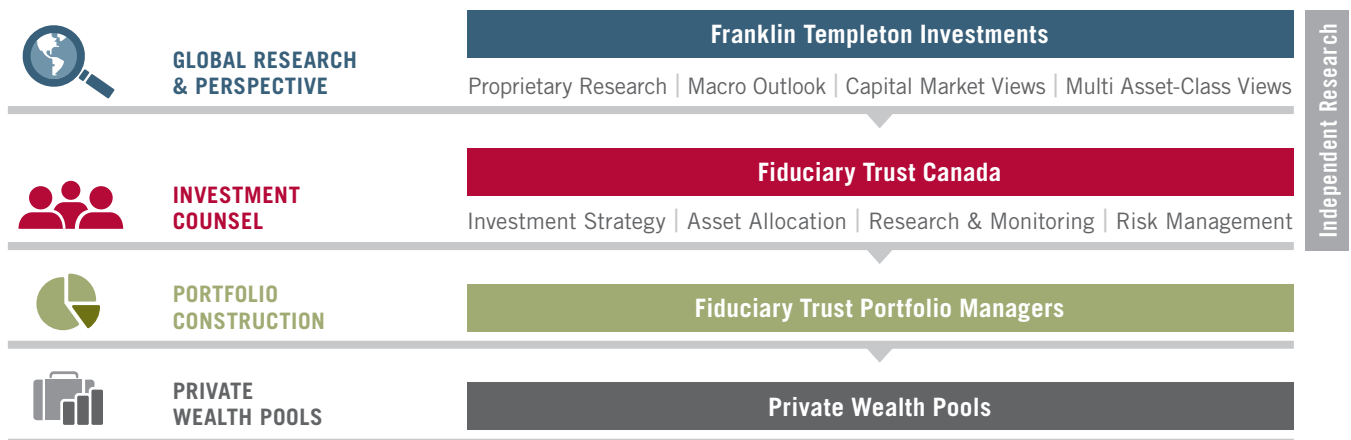 GLOBAL RESEARCH
& PERSPECTIVE
Franklin Templeton Investments
Proprietary Research | Macro Outlook | Capital Market Views | Multi Asset-Class Views
INVESTMENT
COUNSEL
Fiduciary Trust Canada
Investment Strategy | Asset Allocation | Research & Monitoring | Risk Management
Independent Research
PORTFOLIO
CONSTRUCTION
Fiduciary Trust Portfolio Managers
PRIVATE
WEALTH POOLS
Private Wealth Pools